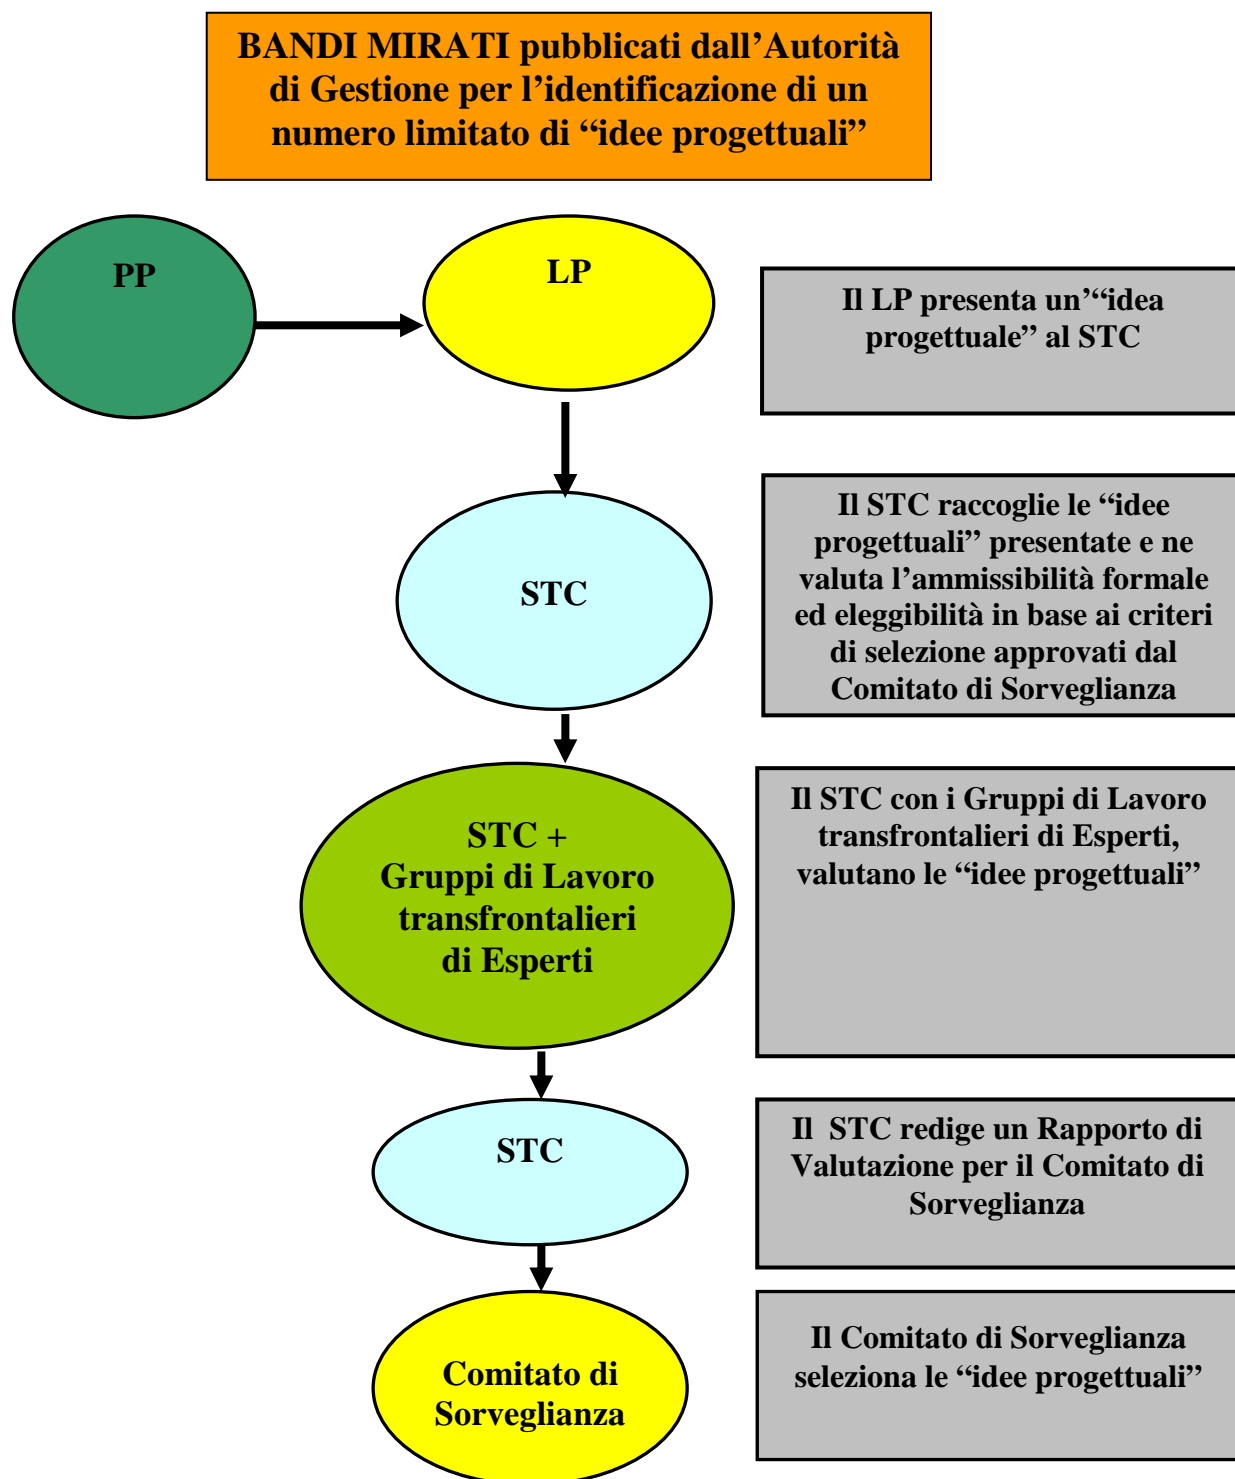 BANDI MIRATI pubblicati dall’Autorità
di Gestione per l’identificazione di un
numero limitato di “idee progettuali”
PP
LP
Il LP presenta un’“idea
progettuale” al STC
STC
Il STC raccoglie le “idee
progettuali” presentate e ne
valuta l’ammissibilità formale
ed eleggibilità in base ai criteri
di selezione approvati dal
Comitato di Sorveglianza
STC +
Gruppi di Lavoro
transfrontalieri
di Esperti
Il STC con i Gruppi di Lavoro
transfrontalieri di Esperti,
valutano le “idee progettuali”
STC
Il STC redige un Rapporto di
Valutazione per il Comitato di
Sorveglianza
Comitato di
Sorveglianza
Il Comitato di Sorveglianza
seleziona le “idee progettuali”